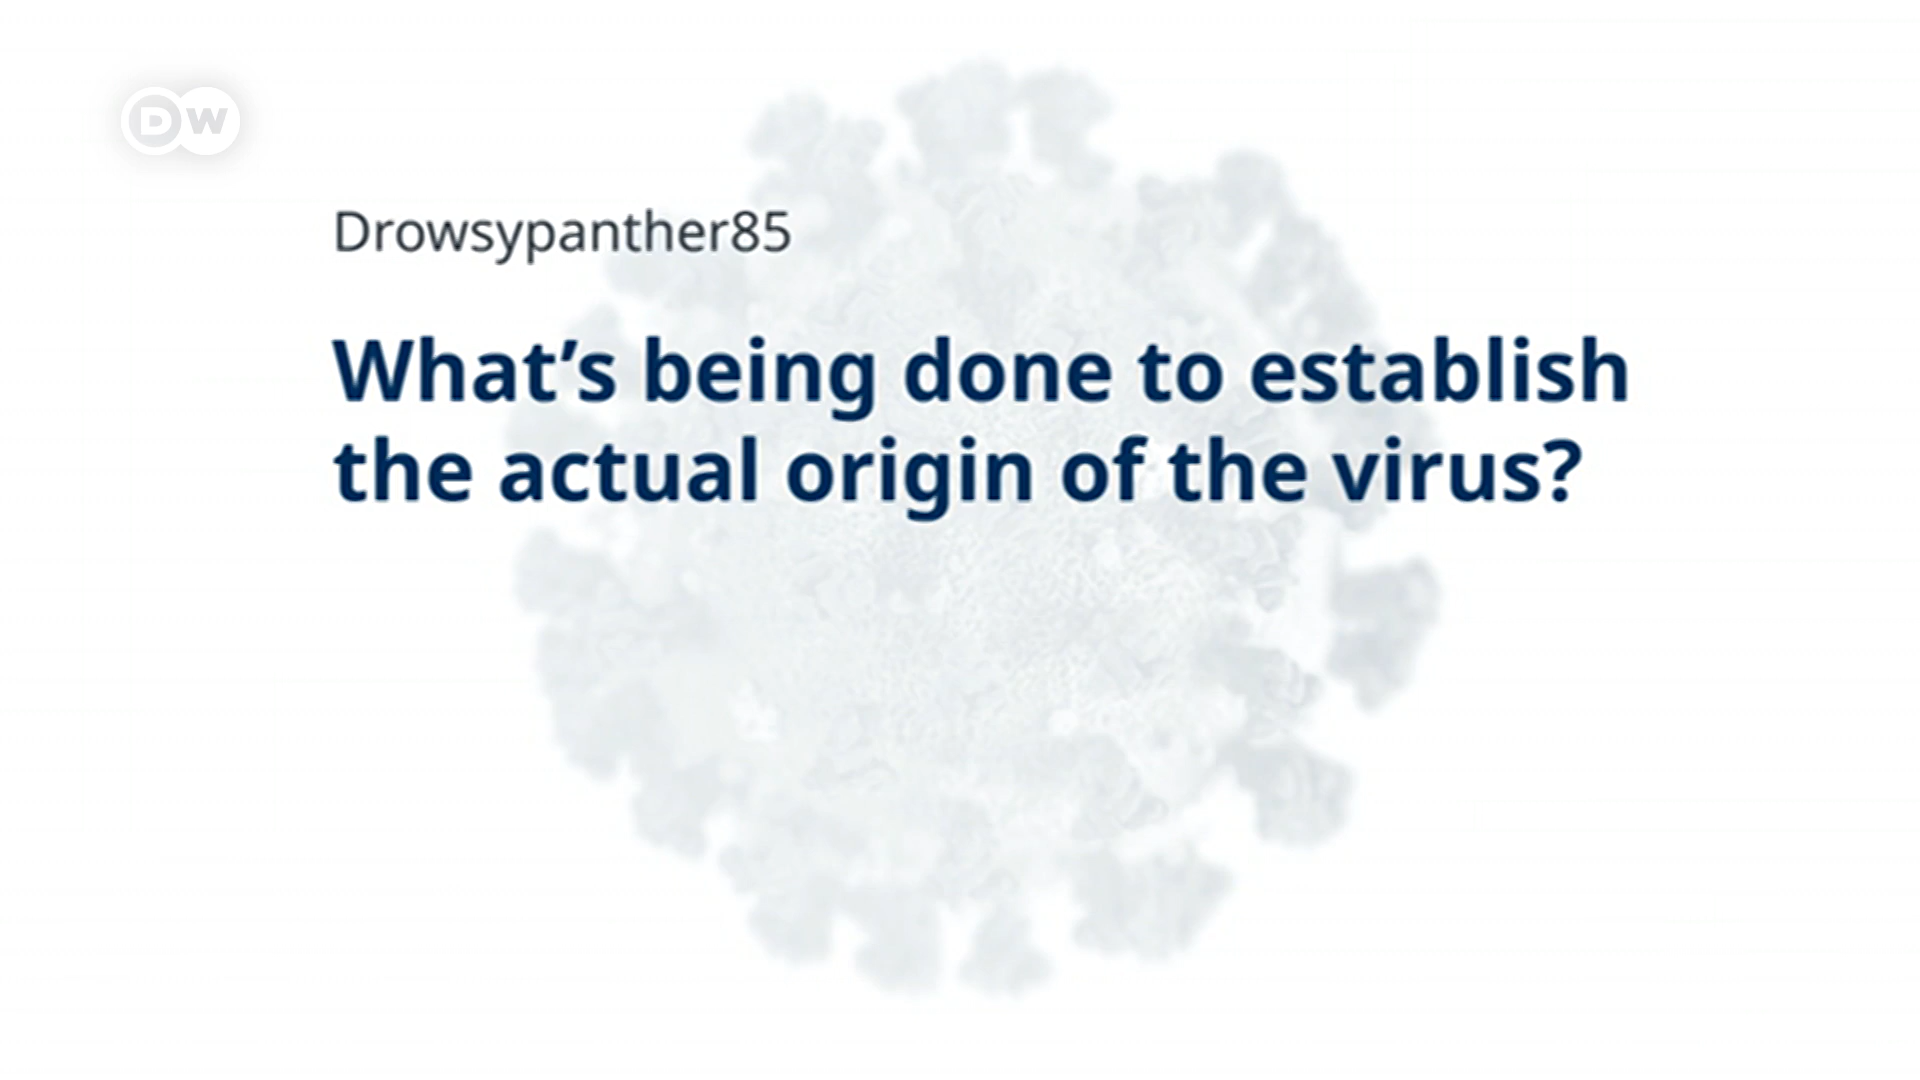 DW
Drowsypanther85
What’s being done to establish
the actual origin of the virus?